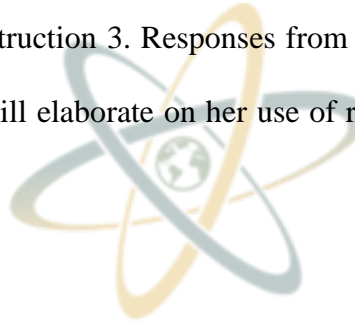 truction 3. Responses from
ill elaborate on her use of